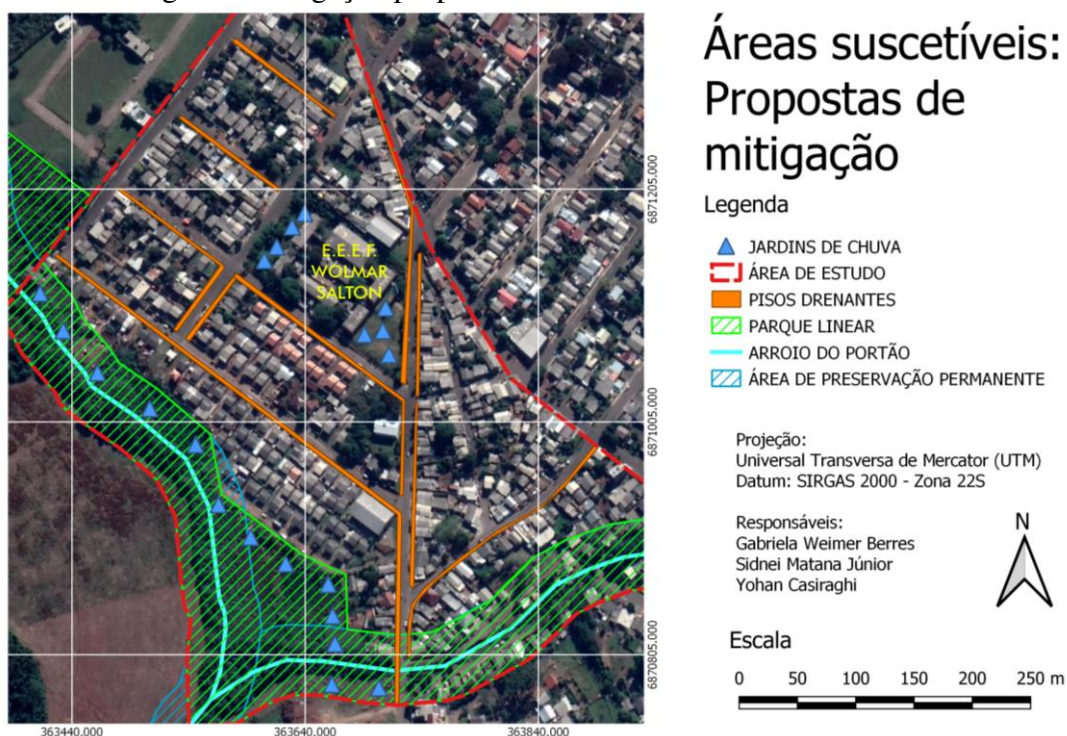 Áreas suscetíveis:
Propostas de
mitigação
Legenda
JARDINS DE CHUVA
ÁREA DE ESTUDO
PISOS DRENANTES
PARQUE LINEAR
ARROIO DO PORTÃO
ÁREA DE PRESERVAÇÃO PERMANENTE
Projeção:
Universal Transversa de Mercator (UTM)
Datum: SIRGAS 2000 - Zona 22S
Responsáveis:
Gabriela Weimer Berres
Sidnei Matana Júnior
Yohan Casiraghi
N
Escala
0 50 100 150 200 250 m
E.E.E.F.
WOLMAR
SALTON
6871205.000
6871005.000
6870805.000
363440.000 363640.000 363840.000